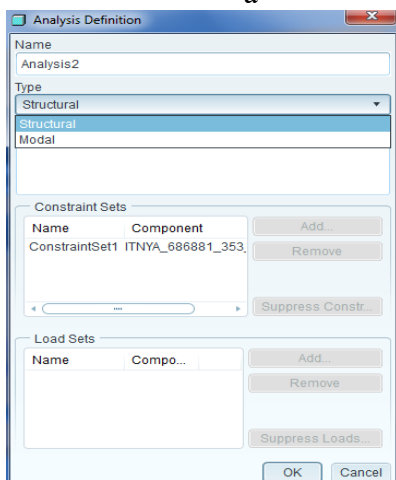 a
Analysis Definition
Name
Analysis2
Type
Structural
Structural
Modal
Constraint Sets
Name Component Add...
ConstraintSet1 ITNYA_686881_353_ Remove
Suppress Constr...
Load Sets
Name Compo... Add...
Remove
Suppress Loads...
OK Cancel